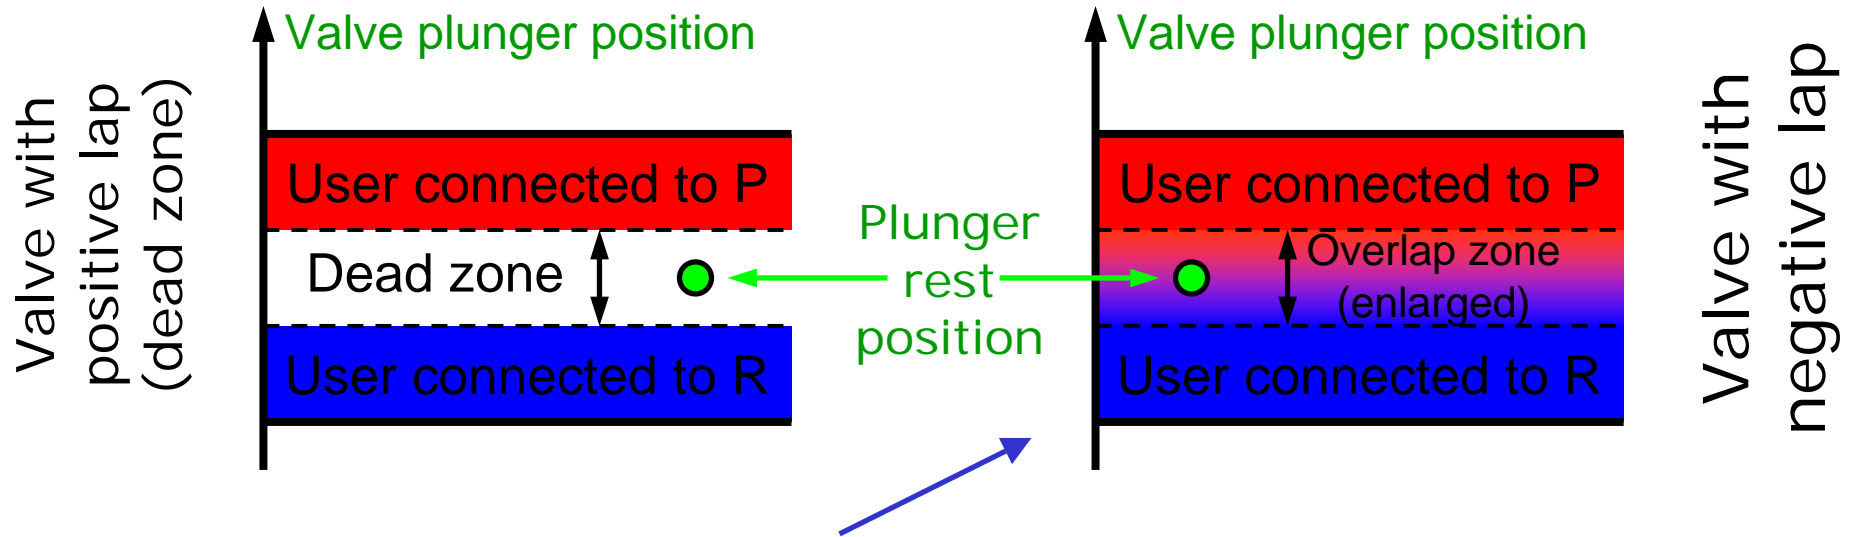 Valve with
positive lap
(dead zone)
Valve plunger position
User connected to P
Dead zone
User connected to R
Plunger
rest
position
Valve plunger position
User connected to P
Overlap zone
(enlarged)
User connected to R
Valve with
negative lap